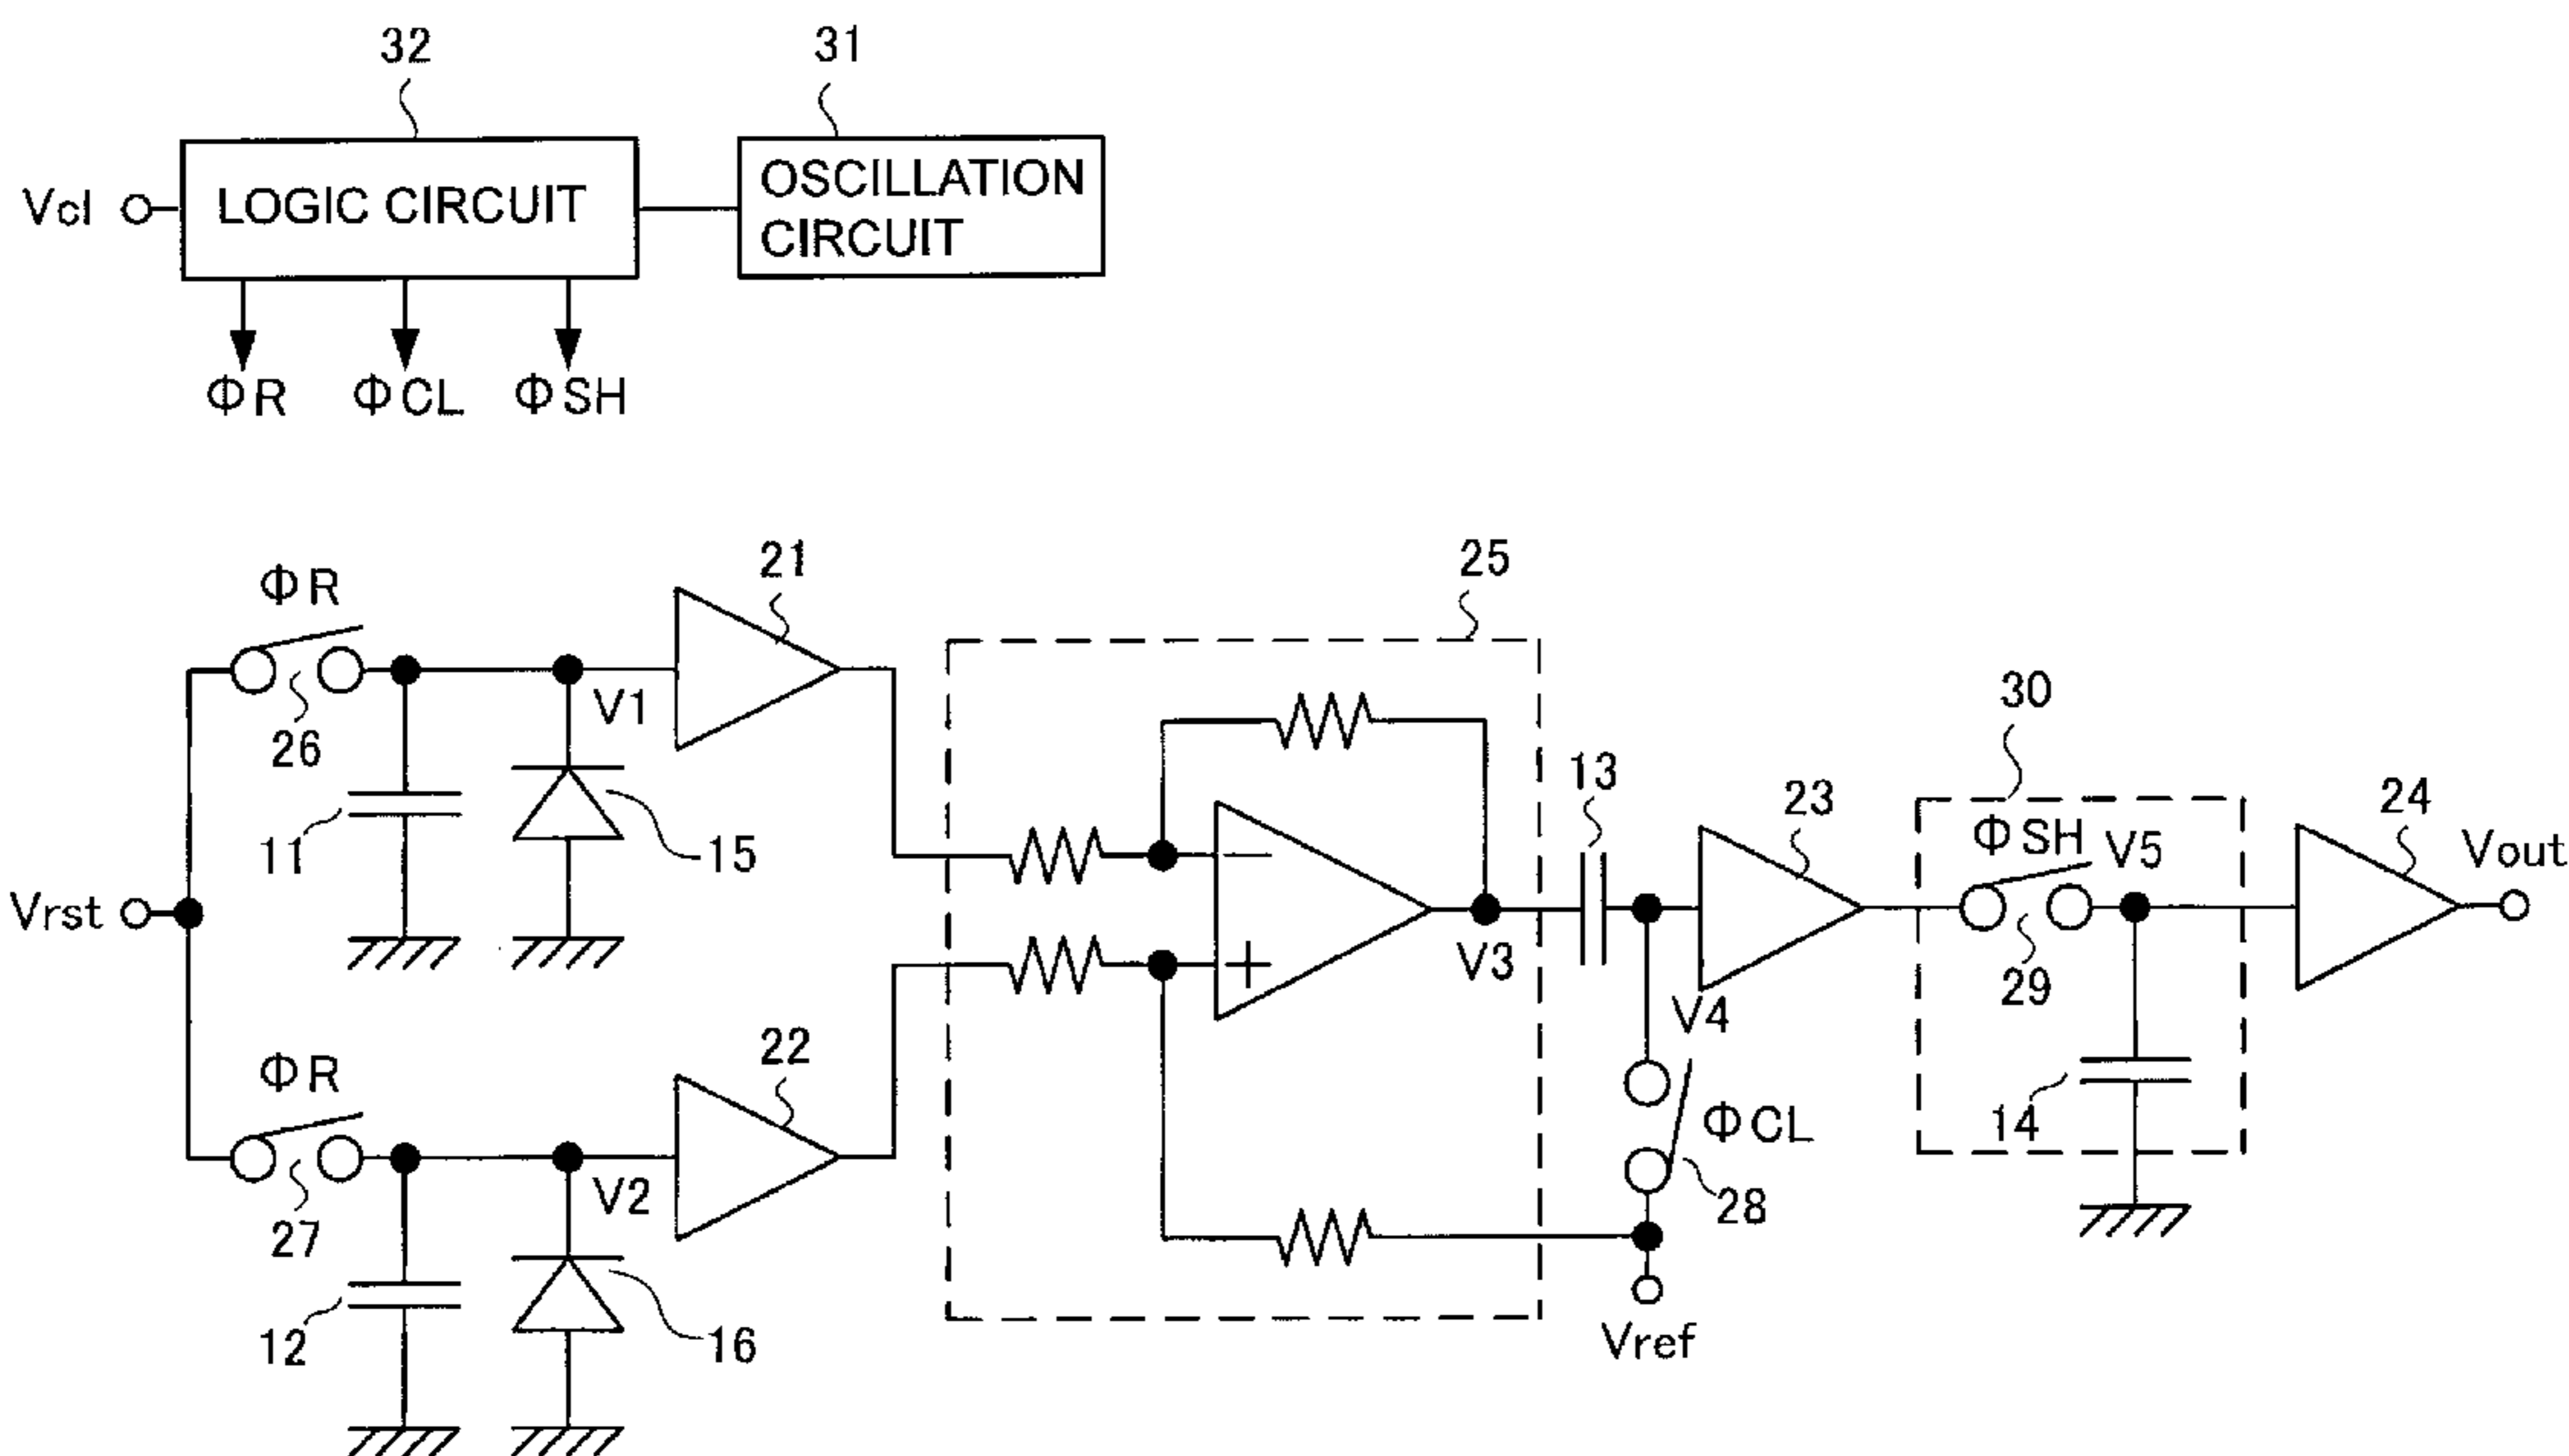 32
31
Vcl
LOGIC CIRCUIT
OSCILLATION
CIRCUIT
ΦR
ΦCL
ΦSH
ΦR
21
25
26
V1
11
15
13
23
30
24
ΦSH
V5
Vout
Vrst
−
+
V3
V4
29
14
ΦR
22
27
V2
ΦCL
28
12
16
Vref